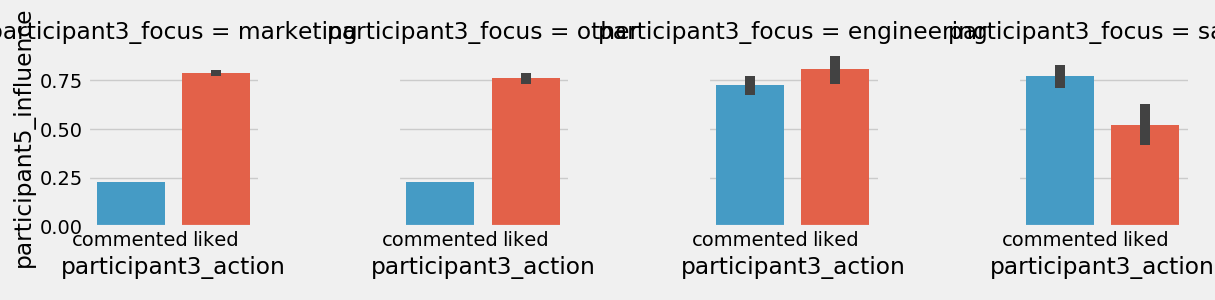 participant3_focus = marketing
participant3_focus = other
participant3_focus = engineering
participant3_focus = sa
participant5_influence
0.75
0.50
0.25
0.00
commented liked
commented liked
commented liked
commented liked
participant3_action
participant3_action
participant3_action
participant3_action